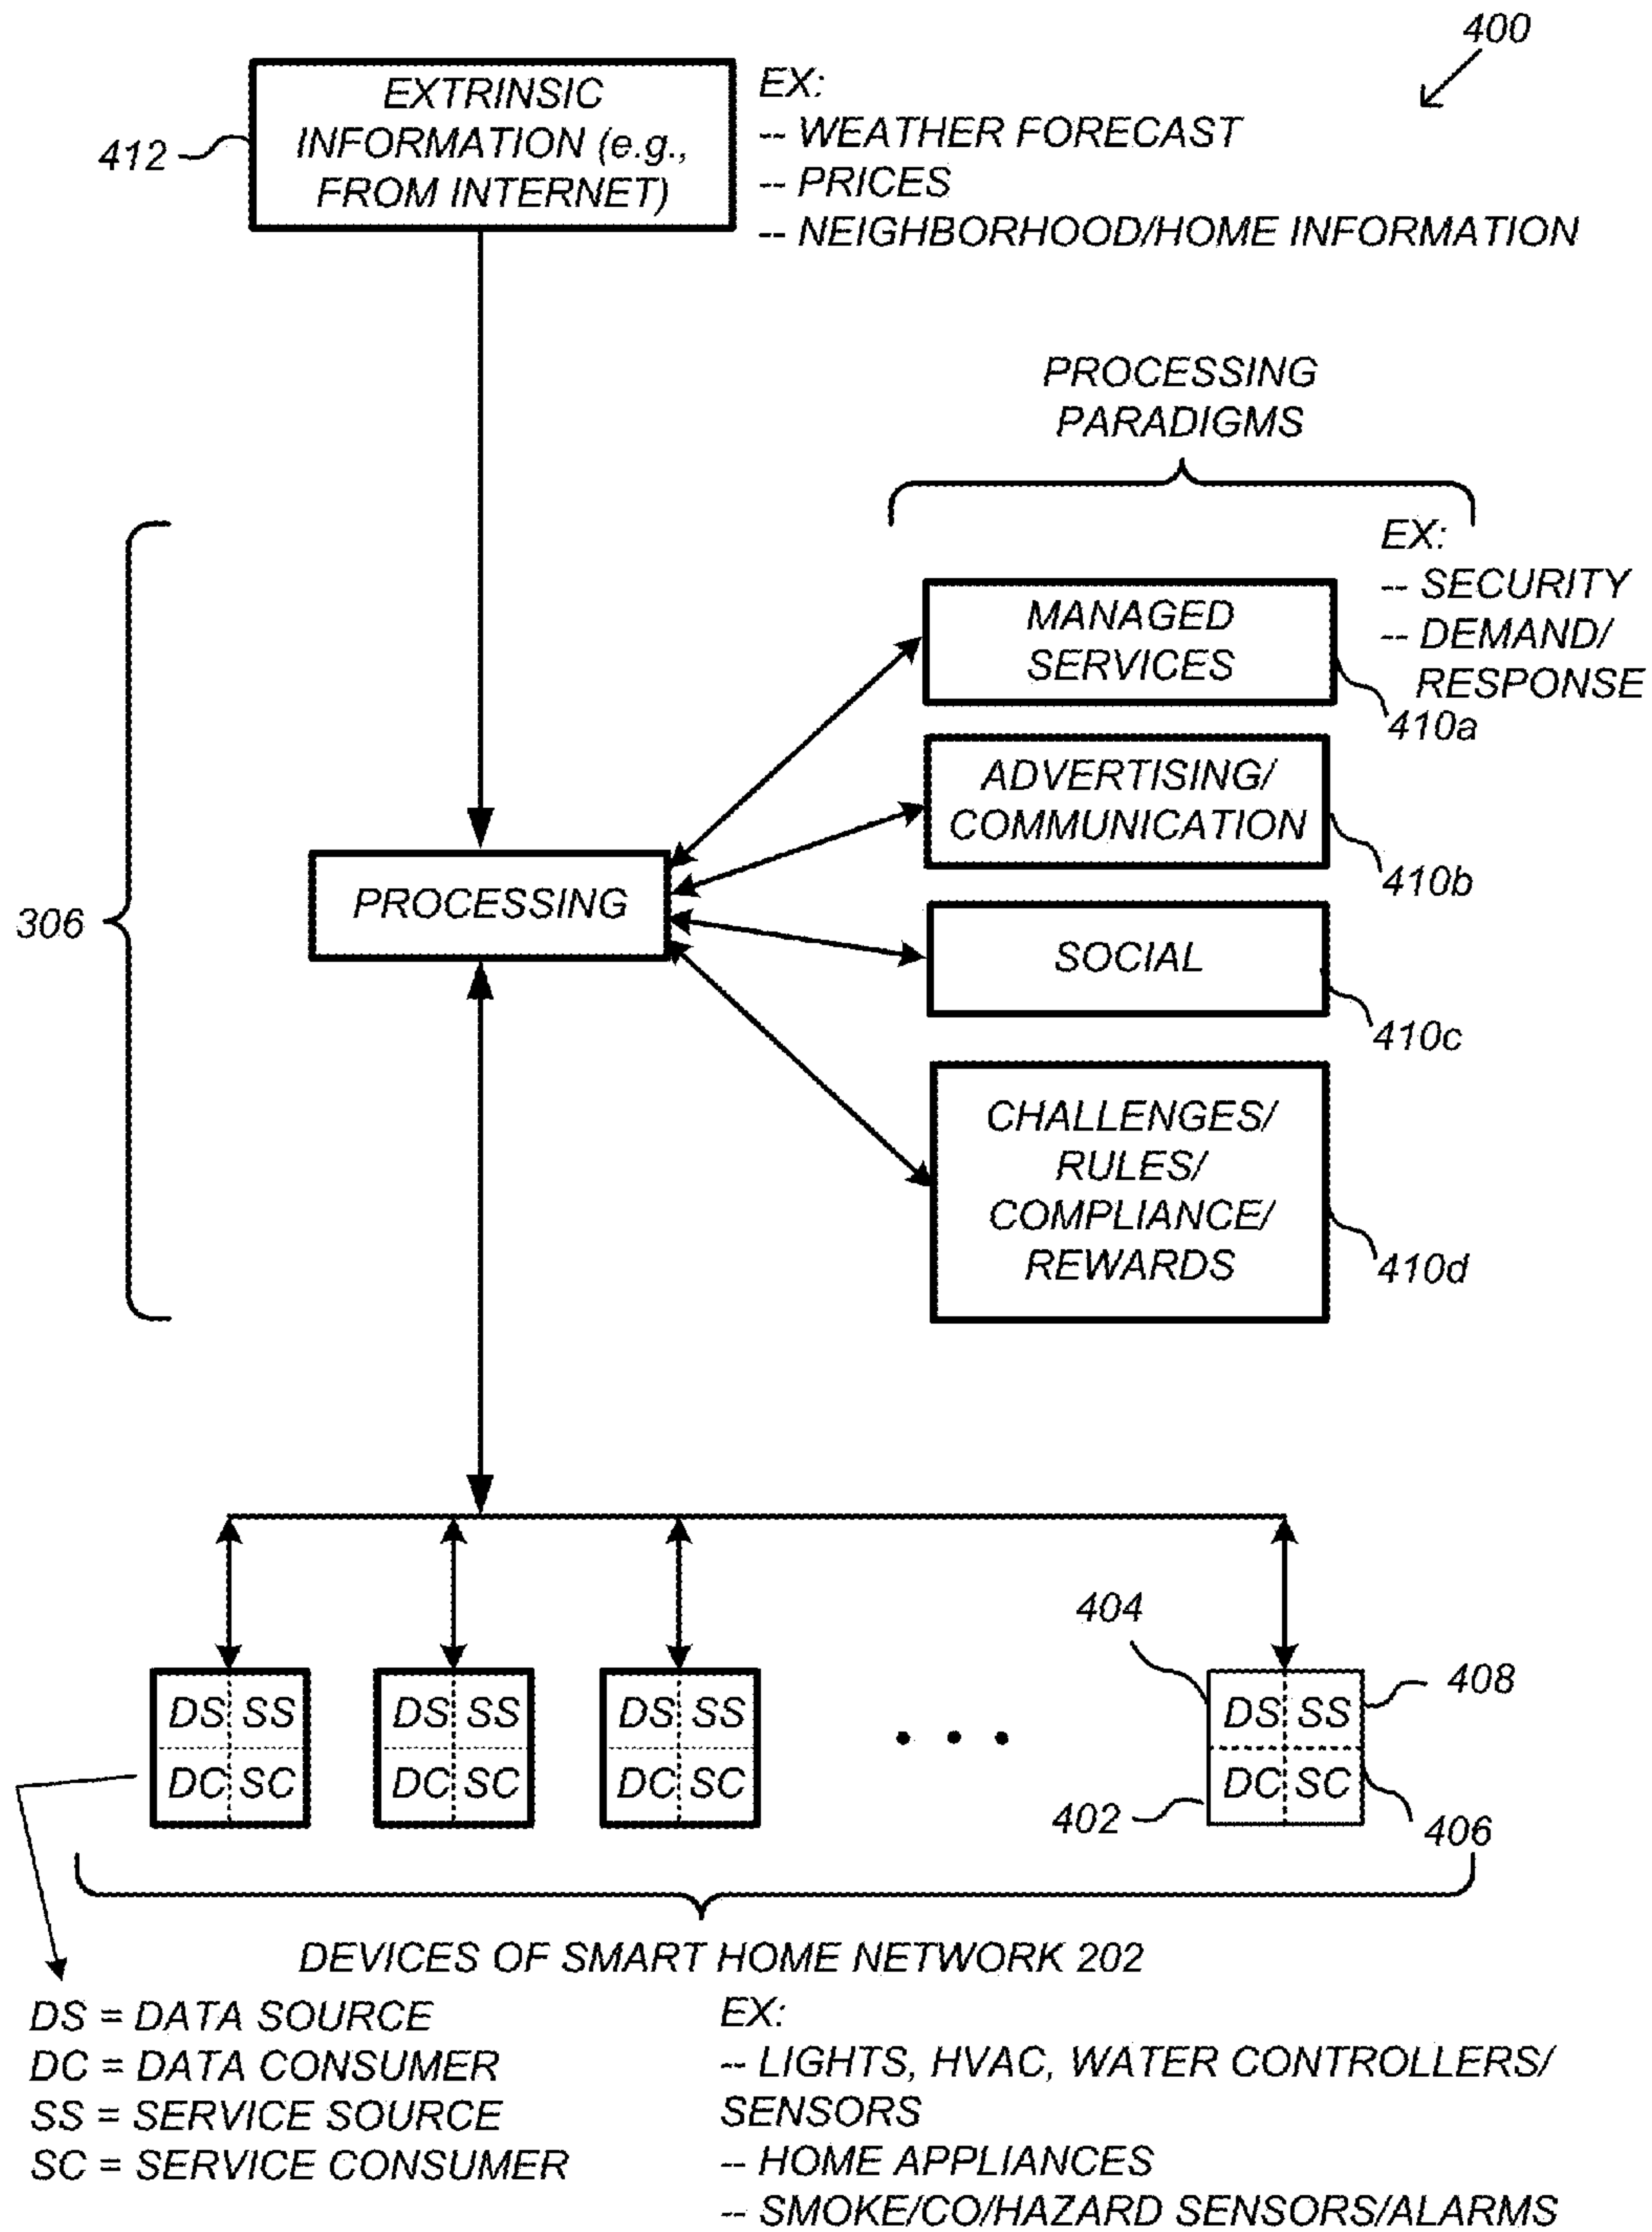 400
EXTRINSIC
INFORMATION (e.g.,
FROM INTERNET)
412
EX:
-- WEATHER FORECAST
-- PRICES
-- NEIGHBORHOOD/HOME INFORMATION
PROCESSING
PARADIGMS
EX:
-- SECURITY
-- DEMAND/
RESPONSE
MANAGED
SERVICES
410a
ADVERTISING/
COMMUNICATION
410b
PROCESSING
306
SOCIAL
410c
CHALLENGES/
RULES/
COMPLIANCE/
REWARDS
410d
404
408
DS SS
DC SC
DS SS
DC SC
DS SS
DC SC
DS SS
DC SC
402
406
DEVICES OF SMART HOME NETWORK 202
DS = DATA SOURCE
DC = DATA CONSUMER
SS = SERVICE SOURCE
SC = SERVICE CONSUMER
EX:
-- LIGHTS, HVAC, WATER CONTROLLERS/
SENSORS
-- HOME APPLIANCES
-- SMOKE/CO/HAZARD SENSORS/ALARMS